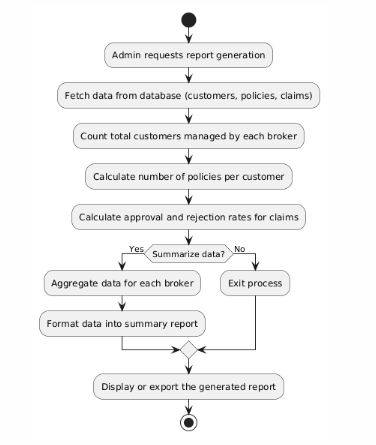 Admin requests report generation
Fetch data from database (customers, policies, claims)
Count total customers managed by each broker
Calculate number of policies per customer
Calculate approval and rejection rates for claims
Yes
Summarize data?
No
Aggregate data for each broker
Exit process
Format data into summary report
Display or export the generated report